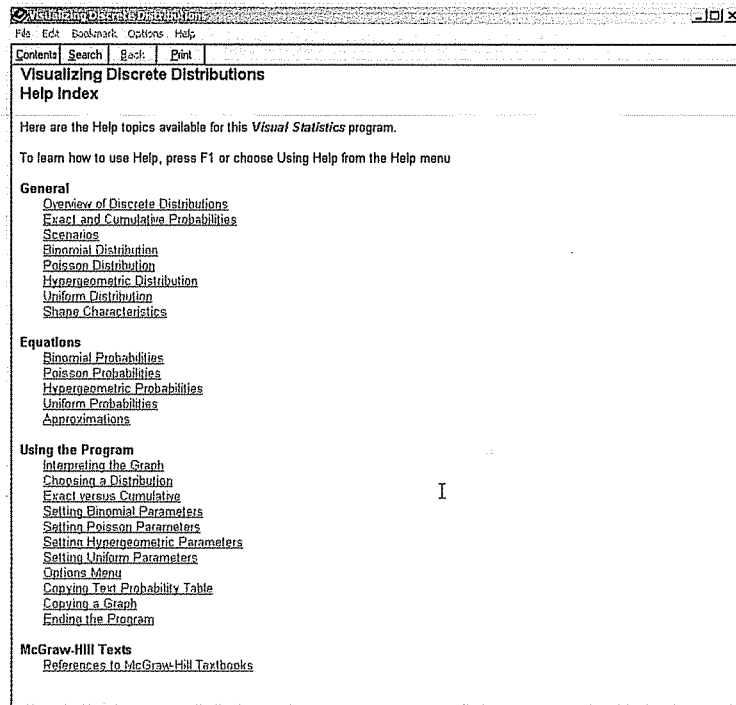 Visualizing Discrete Distributions
File Edit Bookmark Options Help
Contents Search Back Print
Visualizing Discrete Distributions
Help Index
Here are the Help topics available for this Visual Statistics program.
To learn how to use Help, press F1 or choose Using Help from the Help menu
General
Overview of Discrete Distributions
Exact and Cumulative Probabilities
Scenarios
Binomial Distribution
Poisson Distribution
Hypergeometric Distribution
Uniform Distribution
Shape Characteristics
Equations
Binomial Probabilities
Poisson Probabilities
Hypergeometric Probabilities
Uniform Probabilities
Approximations
Using the Program
Interpreting the Graph
Choosing a Distribution
Exact versus Cumulative
Setting Binomial Parameters
Setting Poisson Parameters
Setting Hypergeometric Parameters
Setting Uniform Parameters
Options Menu
Copying Text Probability Table
Copying a Graph
Ending the Program
McGraw-Hill Texts
References to McGraw-Hill Textbooks